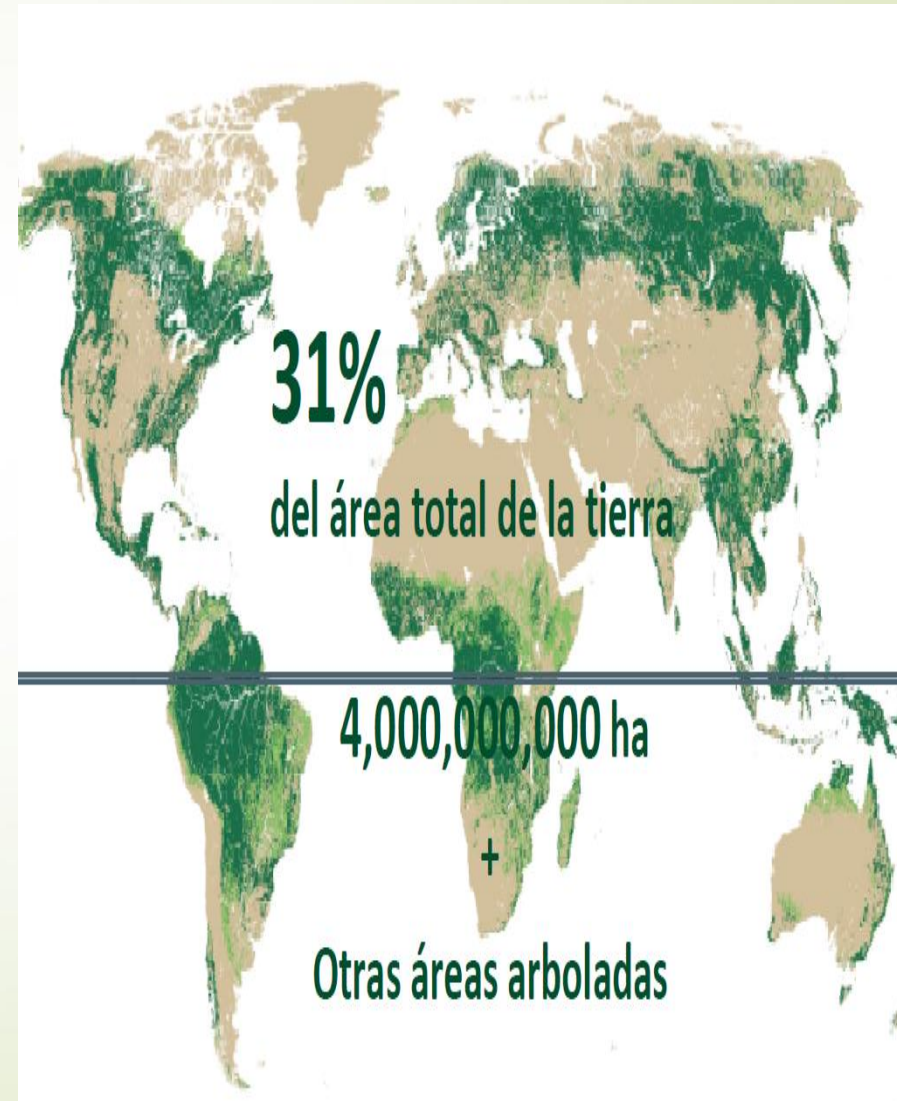 31%
del área total de la tierra
4,000,000,000 ha
+
Otras áreas arboladas